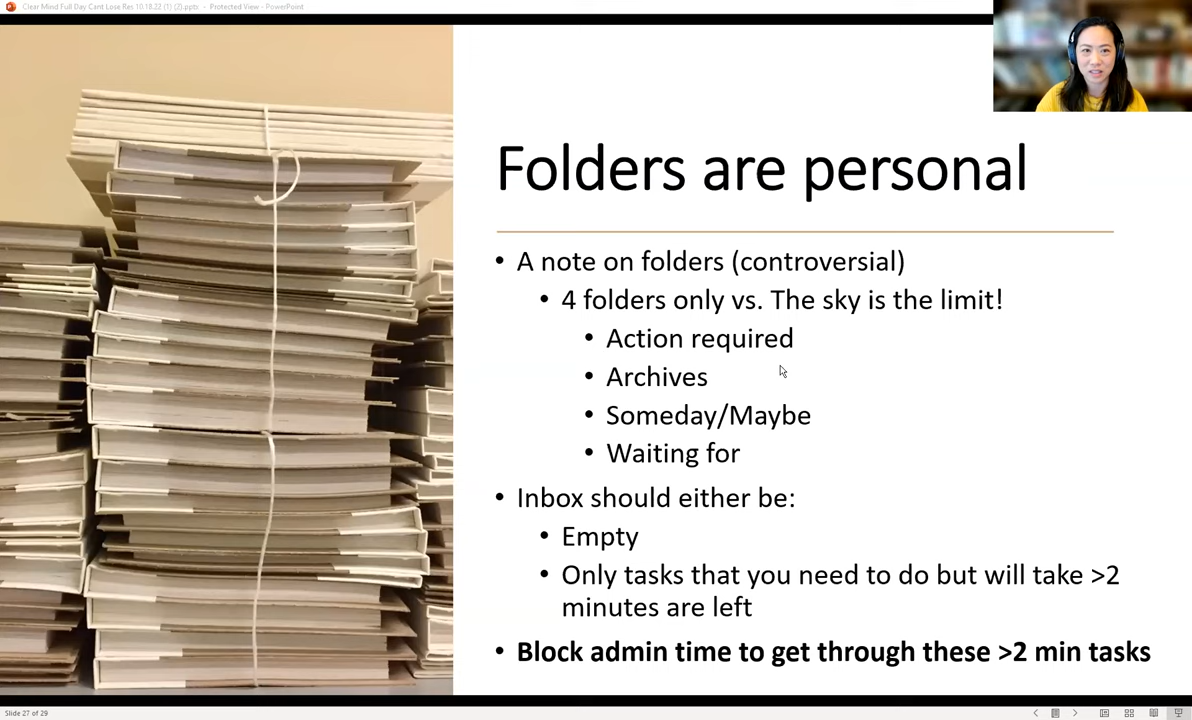 Clear Mind Full Day Cant Lose Res 10.18.22 (1) (2).ppts - Protected View - PowerPoint
Folders are personal
• A note on folders (controversial)
• 4 folders only vs. The sky is the limit!
• Action required
• Archives
• Someday/Maybe
• Waiting for
• Inbox should either be:
• Empty
• Only tasks that you need to do but will take >2
minutes are left
• Block admin time to get through these >2 min tasks
Slide 27 of 29